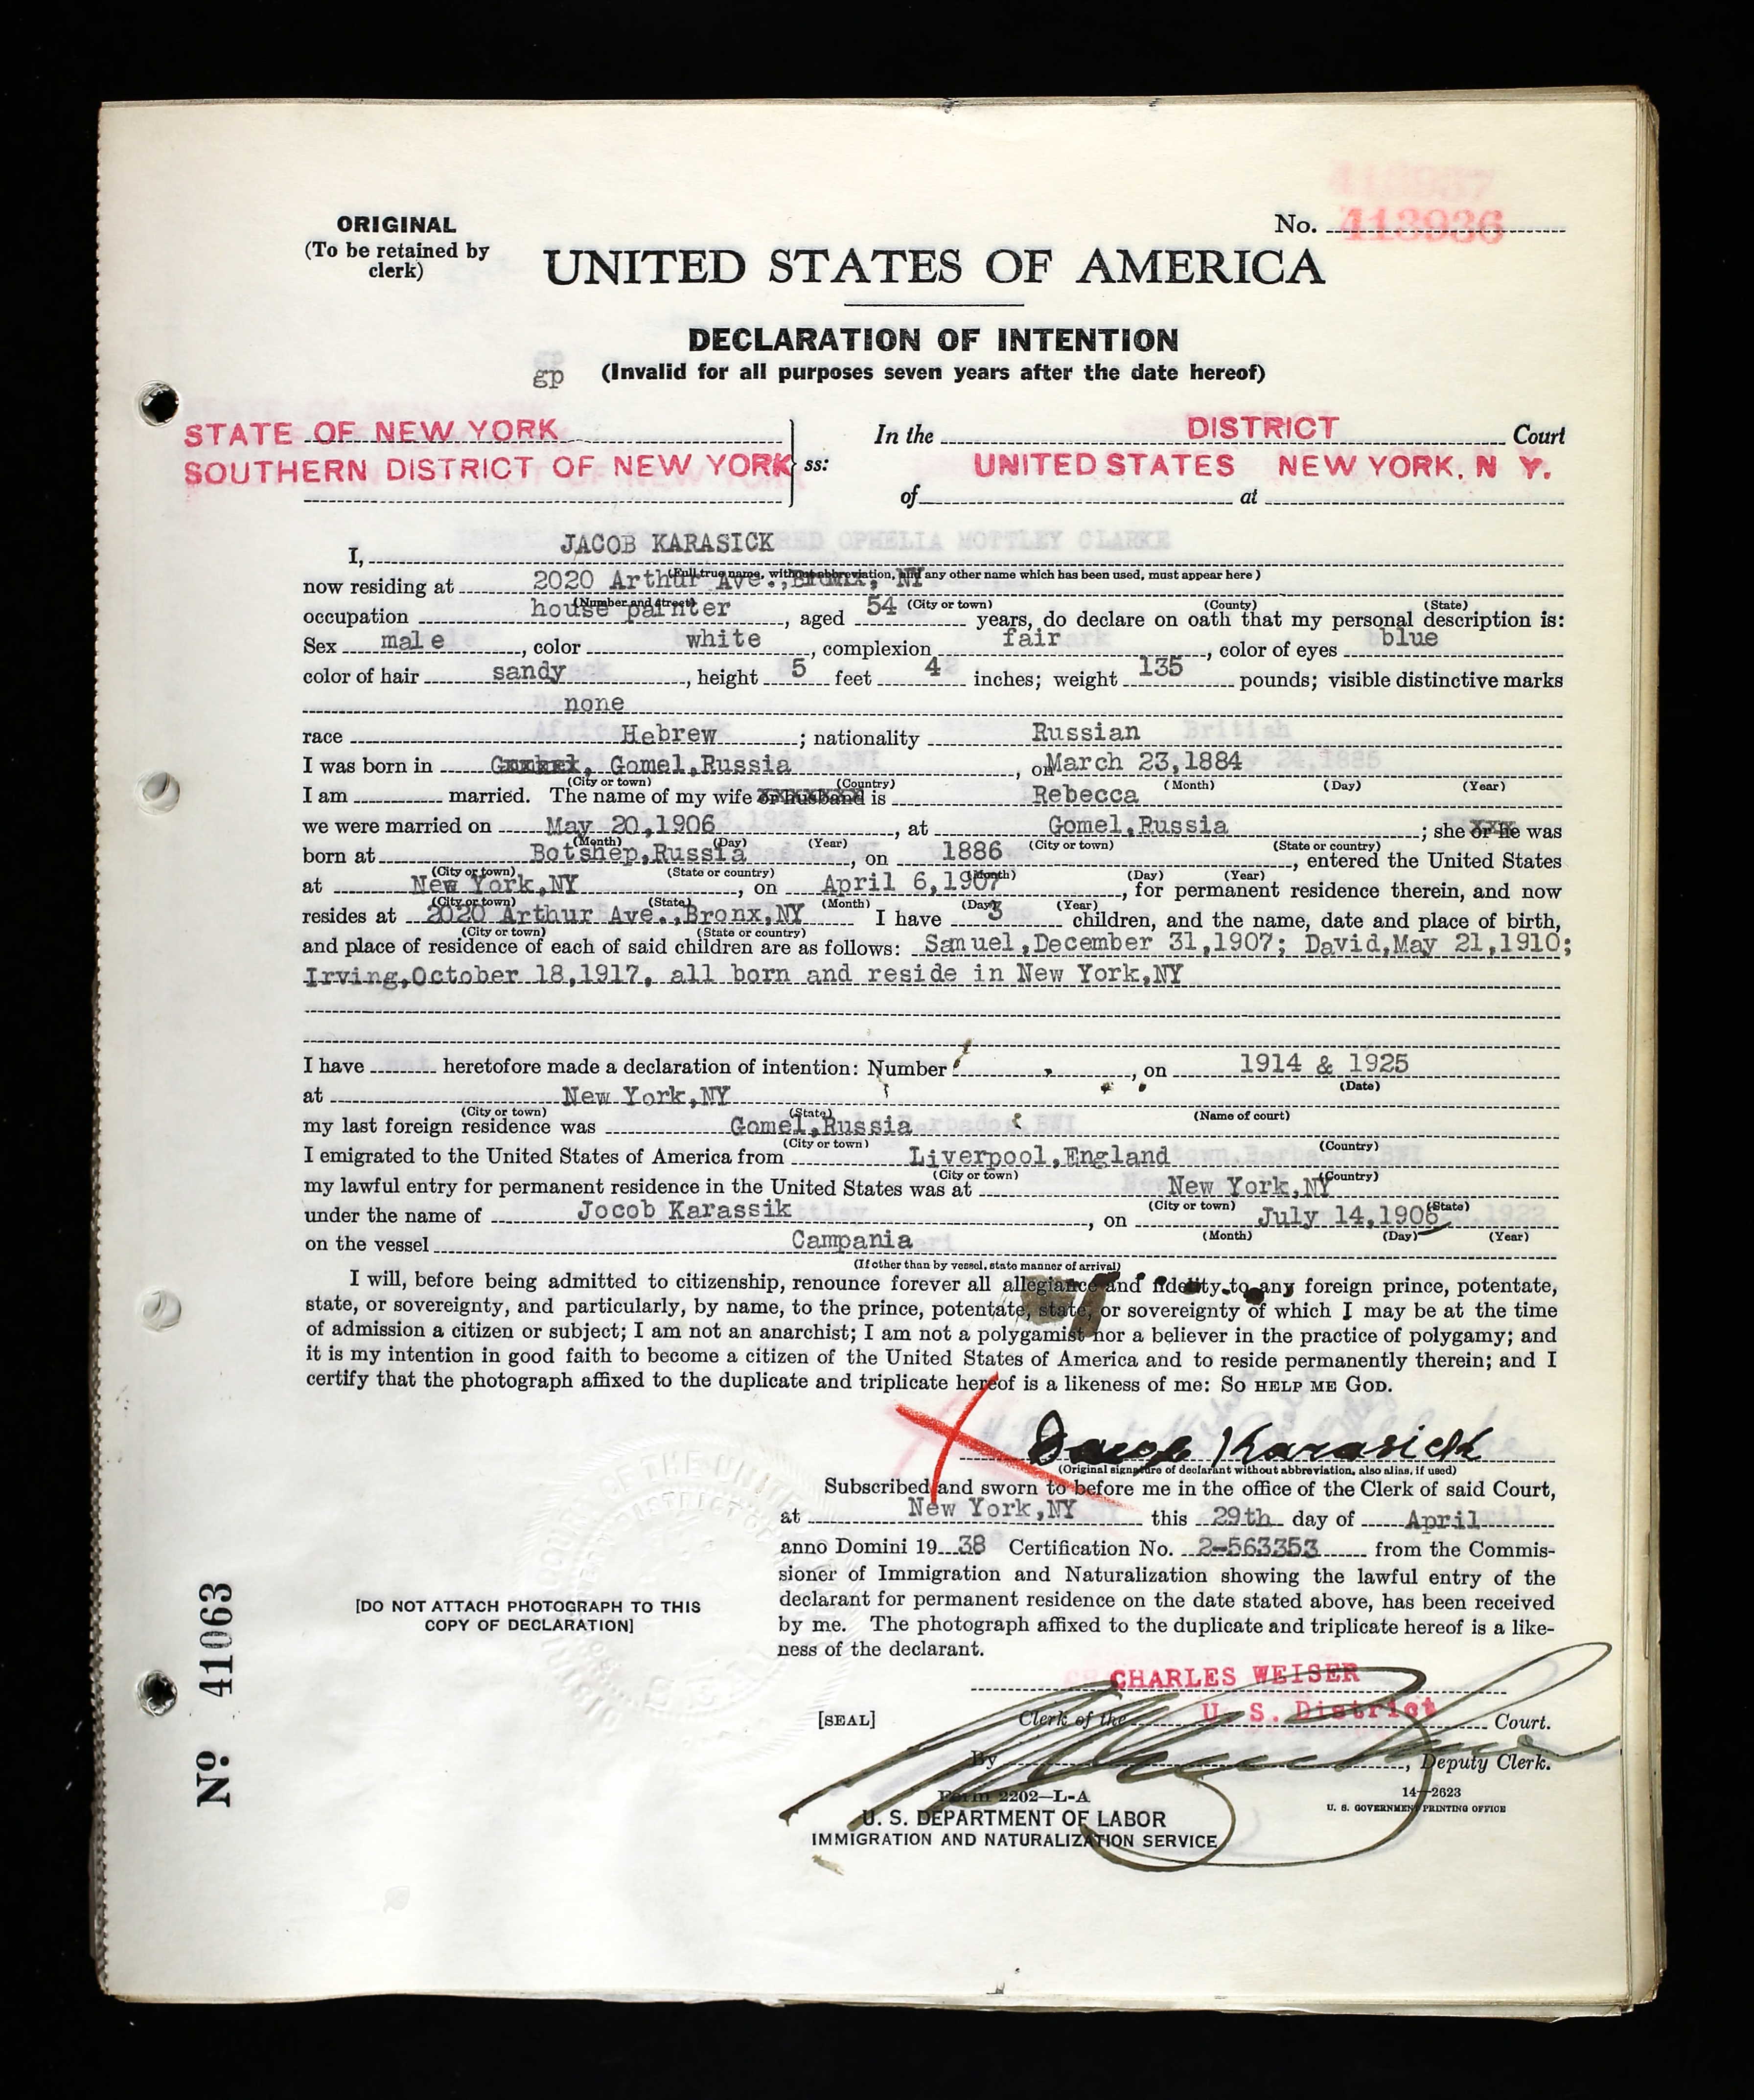 413936
ORIGINAL
No.
(To be retained by
clerk)
UNITED STATES OF AMERICA
DECLARATION OF INTENTION
gp (Invalid for all purposes seven years after the date hereof)
STATE OF NEW YORK
SOUTHERN DISTRICT OF NEW YORK
ss:
In the DISTRICT Court
UNITED STATES NEW YORK, N Y.
of at
I, JACOB KARASICK
(Full true name, without abbreviation, and any other name which has been used, must appear here)
now residing at 2020 Arthur Ave., Bronx, NY
(Number and street) (City or town) (County) (State)
occupation house painter, aged 54 years, do declare on oath that my personal description is:
Sex male, color white, complexion fair, color of eyes blue
color of hair sandy, height 5 feet 4 inches; weight 135 pounds; visible distinctive marks
none
race Hebrew; nationality Russian
I was born in Gomel,Russia, on March 23,1884
(City or town) (Country) (Month) (Day) (Year)
I am married. The name of my wife or husband is Rebecca
we were married on May 20,1906, at Gomel,Russia; she or he was
(Month) (Day) (Year) (City or town) (State or country)
born at Botshep,Russia, on 1886, entered the United States
(City or town) (State or country) (Month) (Day) (Year)
at New York,NY, on April 6,1907, for permanent residence therein, and now
(City or town) (State) (Month) (Day) (Year)
resides at 2020 Arthur Ave.,Bronx,NY I have 3 children, and the name, date and place of birth,
(City or town) (State or country)
and place of residence of each of said children are as follows: Samuel,December 31,1907; David,May 21,1910;
Irving,October 18,1917, all born and reside in New York,NY
I have heretofore made a declaration of intention: Number, on 1914 & 1925
(Date)
at New York,NY
(City or town) (State) (Name of court)
my last foreign residence was Gomel,Russia
(City or town) (Country)
I emigrated to the United States of America from Liverpool,England
(City or town) (Country)
my lawful entry for permanent residence in the United States was at New York,NY
(City or town) (State)
under the name of Jocob Karassik, on July 14,1906
(Month) (Day) (Year)
on the vessel Campania
(If other than by vessel, state manner of arrival)
I will, before being admitted to citizenship, renounce forever all allegiance and fidelity to any foreign prince, potentate,
state, or sovereignty, and particularly, by name, to the prince, potentate, state, or sovereignty of which I may be at the time
of admission a citizen or subject; I am not an anarchist; I am not a polygamist nor a believer in the practice of polygamy; and
it is my intention in good faith to become a citizen of the United States of America and to reside permanently therein; and I
certify that the photograph affixed to the duplicate and triplicate hereof is a likeness of me: SO HELP ME GOD.
Jacob Karasick
(Original signature of declarant without abbreviation, also alias, if used)
Subscribed and sworn to before me in the office of the Clerk of said Court,
at New York,NY this 29th day of April
anno Domini 19 38 Certification No. 2-563353 from the Commis-
sioner of Immigration and Naturalization showing the lawful entry of the
declarant for permanent residence on the date stated above, has been received
by me. The photograph affixed to the duplicate and triplicate hereof is a like-
ness of the declarant.
[DO NOT ATTACH PHOTOGRAPH TO THIS
COPY OF DECLARATION]
No 41063
CHARLES WEISER
[SEAL] Clerk of the U. S. District Court.
By , Deputy Clerk.
Form 2202—L-A
14—2623
U. S. GOVERNMENT PRINTING OFFICE
U. S. DEPARTMENT OF LABOR
IMMIGRATION AND NATURALIZATION SERVICE